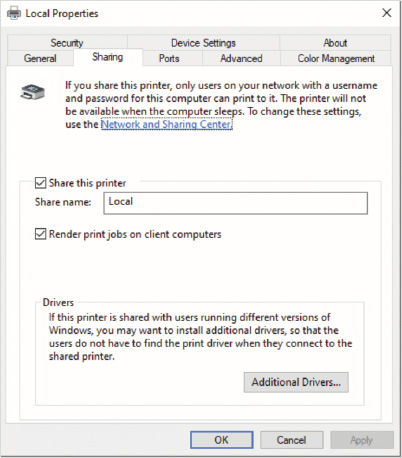 Local Properties
Security Device Settings About
General Sharing Ports Advanced Color Management
If you share this printer, only users on your network with a username
and password for this computer can print to it. The printer will not
be available when the computer sleeps. To change these settings,
use the Network and Sharing Center.
Share this printer
Share name: Local
Render print jobs on client computers
Drivers
If this printer is shared with users running different versions of
Windows, you may want to install additional drivers, so that the
users do not have to find the print driver when they connect to the
shared printer.
Additional Drivers...
OK Cancel Apply